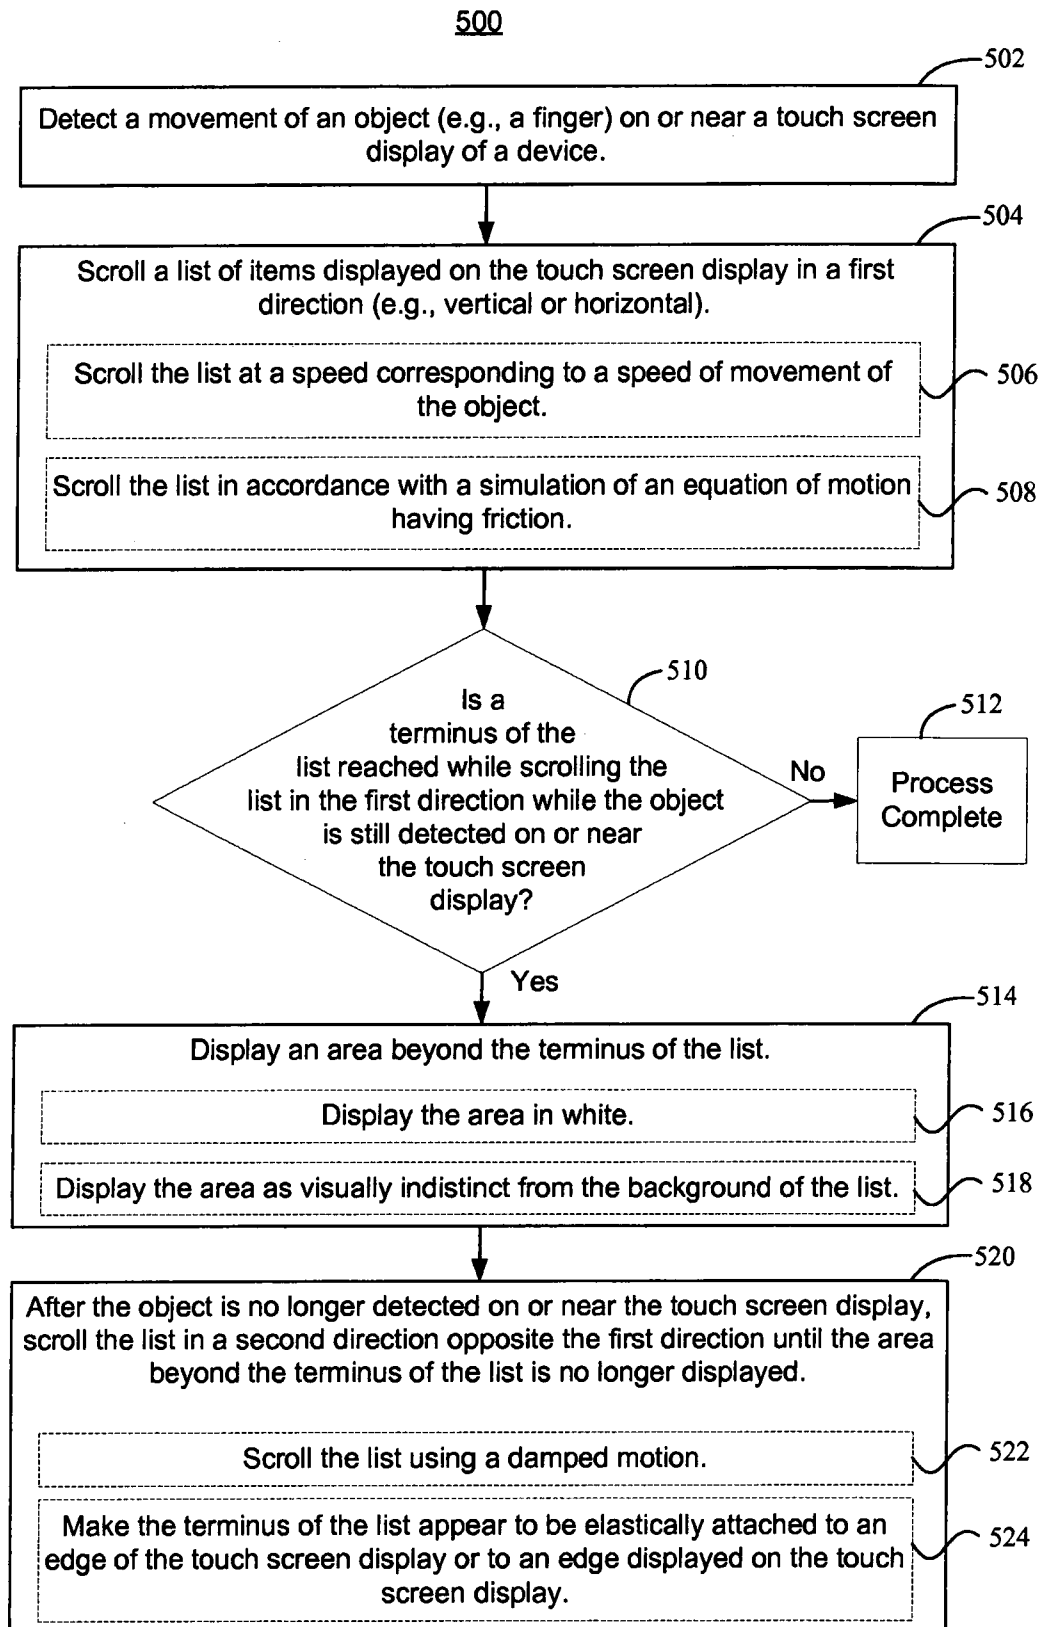 500
502
Detect a movement of an object (e.g., a finger) on or near a touch screen
display of a device.
504
Scroll a list of items displayed on the touch screen display in a first
direction (e.g., vertical or horizontal).
Scroll the list at a speed corresponding to a speed of movement of
the object.
506
Scroll the list in accordance with a simulation of an equation of motion
having friction.
508
510
Is a
terminus of the
list reached while scrolling the
list in the first direction while the object
is still detected on or near
the touch screen
display?
No
512
Process
Complete
Yes
514
Display an area beyond the terminus of the list.
Display the area in white.
516
Display the area as visually indistinct from the background of the list.
518
520
After the object is no longer detected on or near the touch screen display,
scroll the list in a second direction opposite the first direction until the area
beyond the terminus of the list is no longer displayed.
Scroll the list using a damped motion.
522
Make the terminus of the list appear to be elastically attached to an
edge of the touch screen display or to an edge displayed on the touch
screen display.
524